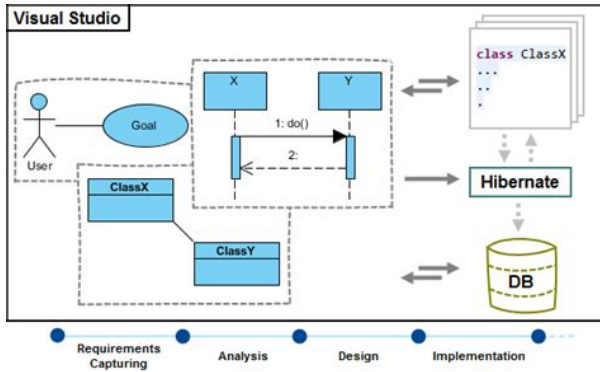 Visual Studio
User
Goal
X
Y
1: do()
2:
ClassX
ClassY
class ClassX
...
..
.
Hibernate
DB
Requirements
Capturing
Analysis
Design
Implementation